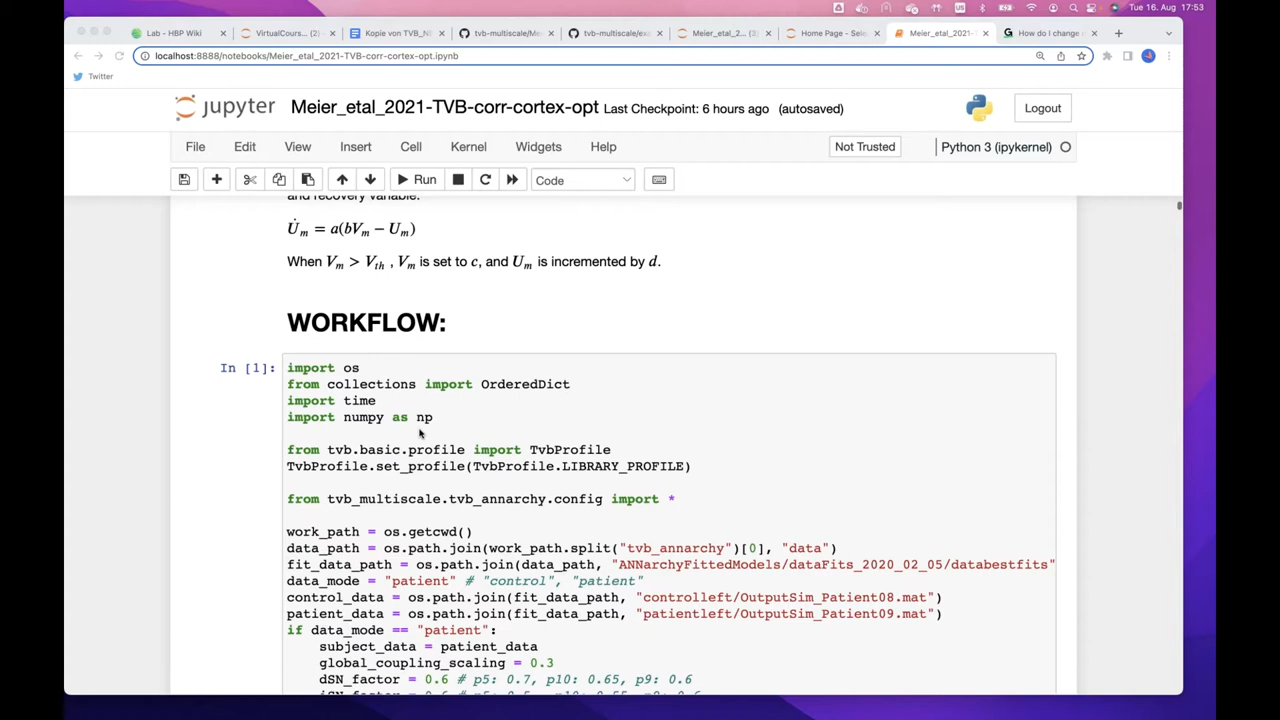 Tue 16. Aug 17:53
Lab - HBP Wiki
VirtualCours
Kopie von TVB_N
tvb-multiscale/Me
tvb-multiscale/ex
Meier_etal_2
Home Page - Sele
Meier_etal_2021-
How do I change
localhost:8888/notebooks/Meier_etal_2021-TVB-corr-cortex-opt.ipynb
Twitter
jupyter Meier_etal_2021-TVB-corr-cortex-opt Last Checkpoint: 6 hours ago (autosaved)
Logout
File Edit View Insert Cell Kernel Widgets Help
Not Trusted
Python 3 (ipykernel)
Run
Code
and recovery variable:
U̇m = a(bVm − Um)
When Vm > Vth , Vm is set to c, and Um is incremented by d.
WORKFLOW:
In [1]:
import os
from collections import OrderedDict
import time
import numpy as np
from tvb.basic.profile import TvbProfile
TvbProfile.set_profile(TvbProfile.LIBRARY_PROFILE)
from tvb_multiscale.tvb_annarchy.config import *
work_path = os.getcwd()
data_path = os.path.join(work_path.split("tvb_annarchy")[0], "data")
fit_data_path = os.path.join(data_path, "ANNarchyFittedModels/dataFits_2020_02_05/databestfits"
data_mode = "patient" # "control", "patient"
control_data = os.path.join(fit_data_path, "controlleft/OutputSim_Patient08.mat")
patient_data = os.path.join(fit_data_path, "patientleft/OutputSim_Patient09.mat")
if data_mode == "patient":
subject_data = patient_data
global_coupling_scaling = 0.3
dSN_factor = 0.6 # p5: 0.7, p10: 0.65, p9: 0.6